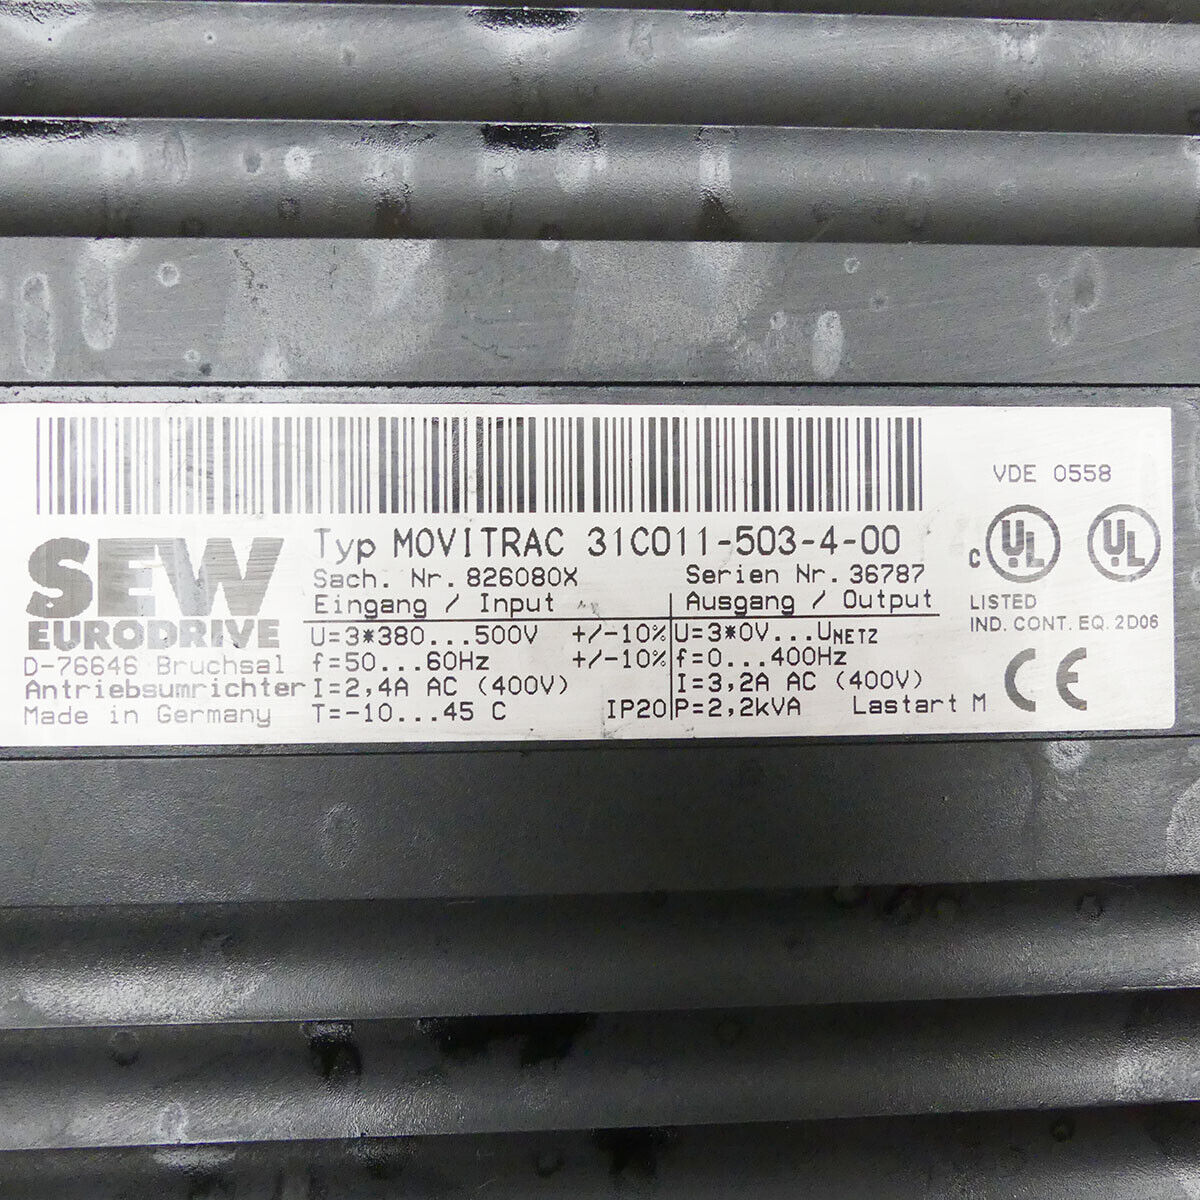 VDE 0558
SEW
EURODRIVE
D-76646 Bruchsal
Antriebsumrichter
Made in Germany
Typ MOVITRAC 31C011-503-4-00
Sach. Nr. 826080X Serien Nr. 36787
Eingang / Input Ausgang / Output
U=3*380...500V +/-10% U=3*0V...UNETZ
f=50...60Hz +/-10% f=0...400Hz
I=2,4A AC (400V) I=3,2A AC (400V)
T=-10...45 C IP20 P=2,2kVA Lastart M
c UL UL
LISTED
IND. CONT. EQ. 2D06
CE